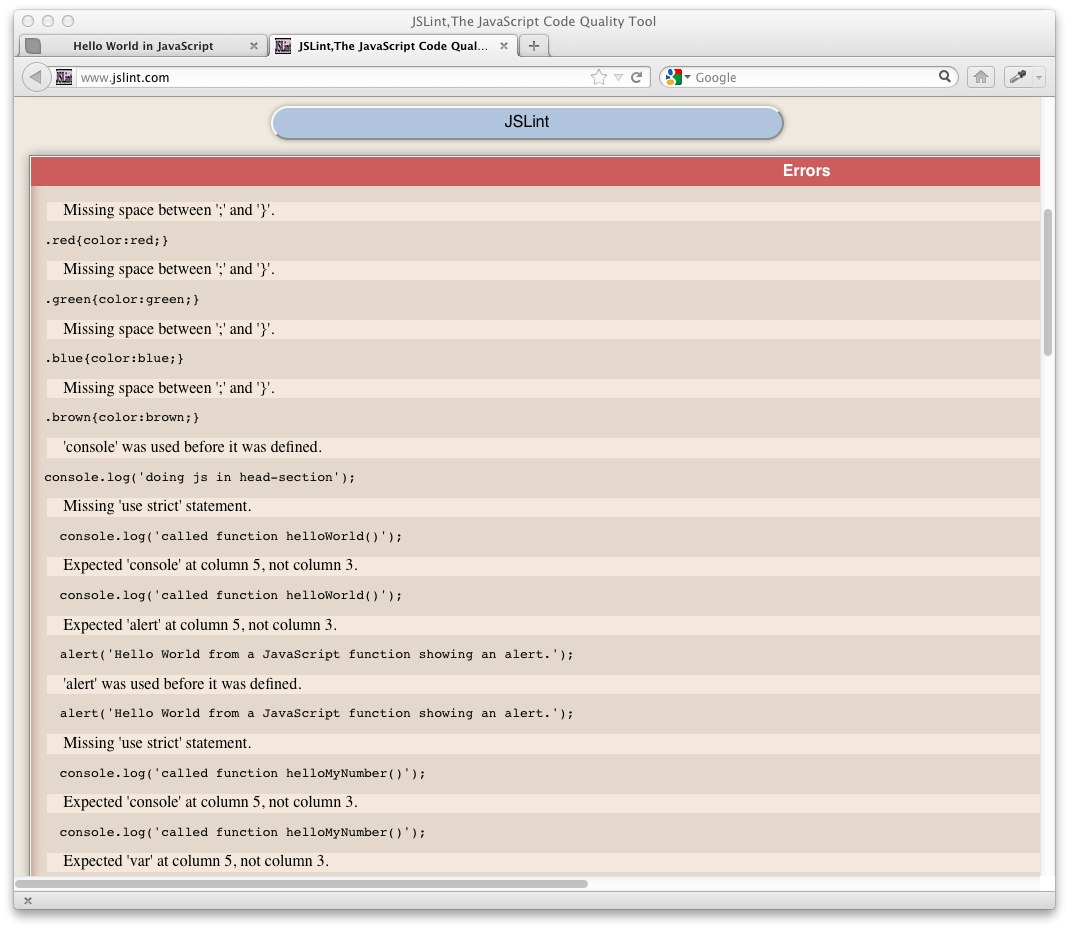 JSLint,The JavaScript Code Quality Tool
Hello World in JavaScript
JSLint,The JavaScript Code Qual...
www.jslint.com
Google
JSLint
Errors
Missing space between ';' and '}'.
.red{color:red;}
Missing space between ';' and '}'.
.green{color:green;}
Missing space between ';' and '}'.
.blue{color:blue;}
Missing space between ';' and '}'.
.brown{color:brown;}
'console' was used before it was defined.
console.log('doing js in head-section');
Missing 'use strict' statement.
console.log('called function helloWorld()');
Expected 'console' at column 5, not column 3.
console.log('called function helloWorld()');
Expected 'alert' at column 5, not column 3.
alert('Hello World from a JavaScript function showing an alert.');
'alert' was used before it was defined.
alert('Hello World from a JavaScript function showing an alert.');
Missing 'use strict' statement.
console.log('called function helloMyNumber()');
Expected 'console' at column 5, not column 3.
console.log('called function helloMyNumber()');
Expected 'var' at column 5, not column 3.